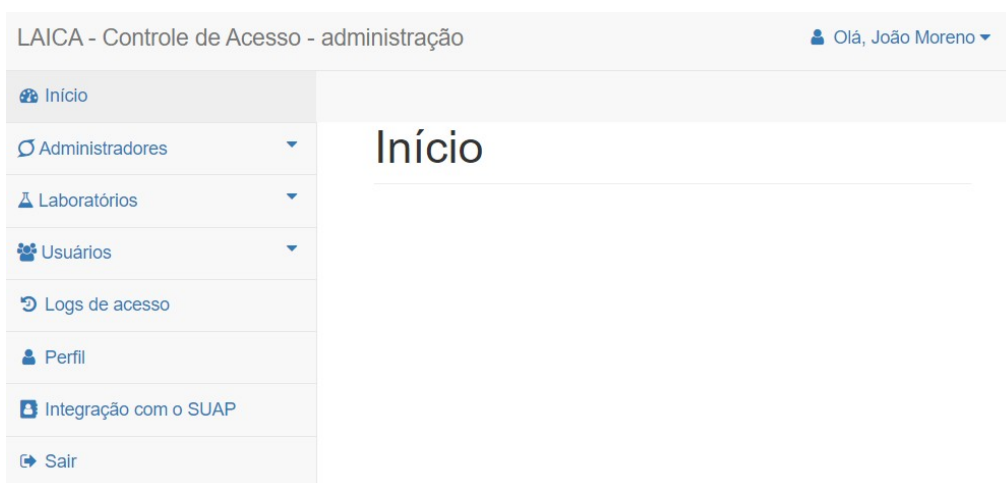 LAICA - Controle de Acesso - administração
Olá, João Moreno
Início
Administradores
Laboratórios
Usuários
Logs de acesso
Perfil
Integração com o SUAP
Sair
Início